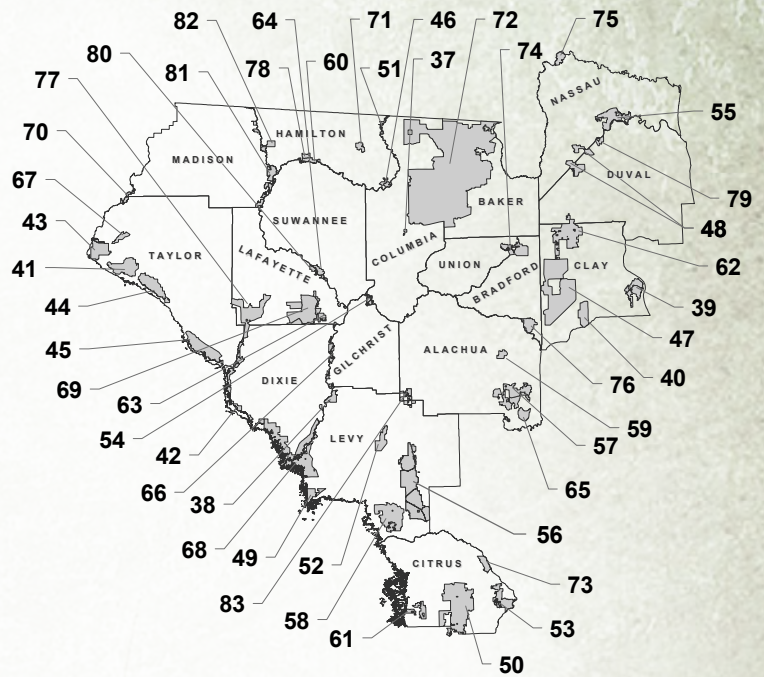 82 64 71 46 72 75
80 78 60 37 74
77 81 51
NASSAU
55
HAMILTON
70 MADISON
DUVAL
79
67
BAKER
48
SUWANNEE
43
COLUMBIA
TAYLOR
LAFAYETTE
UNION
CLAY
62
41
BRADFORD
39
44
47
45
GILCHRIST
ALACHUA
40
69 DIXIE
76
63
59
54
57
42 LEVY
66
38
65
68
56
49 52
CITRUS
83
73
58
53
61
50